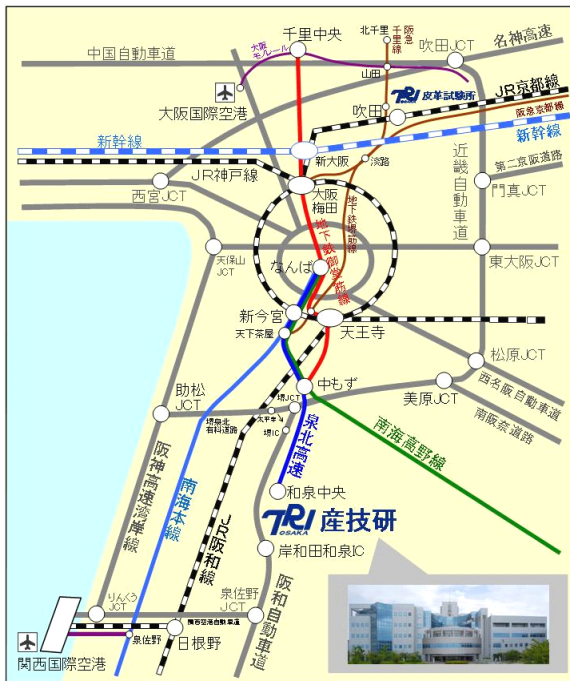 千里中央
北千里
阪急
千里線
大阪
モルール
中国自動車道
吹田JCT
名神高速
山田
大阪国際空港
TRI
OSAKA
皮革試験所
吹田
JR京都線
阪急京都線
新幹線
新幹線
新大阪
淡路
JR神戸線
近畿自動車道
第二京阪道路
西宮JCT
大阪
梅田
門真JCT
地下鉄御堂筋線
地下鉄堺筋線
天保山
JCT
なんば
東大阪JCT
新今宮
天王寺
天下茶屋
松原JCT
中もず
西名阪自動車道
美原JCT
助松
JCT
堺JCT
南阪奈道路
堺泉北
有料道路
太平寺
堺IC
泉北高速
南海高野線
阪神高速湾岸線
南海本線
JR阪和線
和泉中央
TRI
OSAKA
産技研
岸和田和泉IC
阪和自動車道
りんくう
JCT
泉佐野
JCT
関西空港自動車道
泉佐野
日根野
関西国際空港